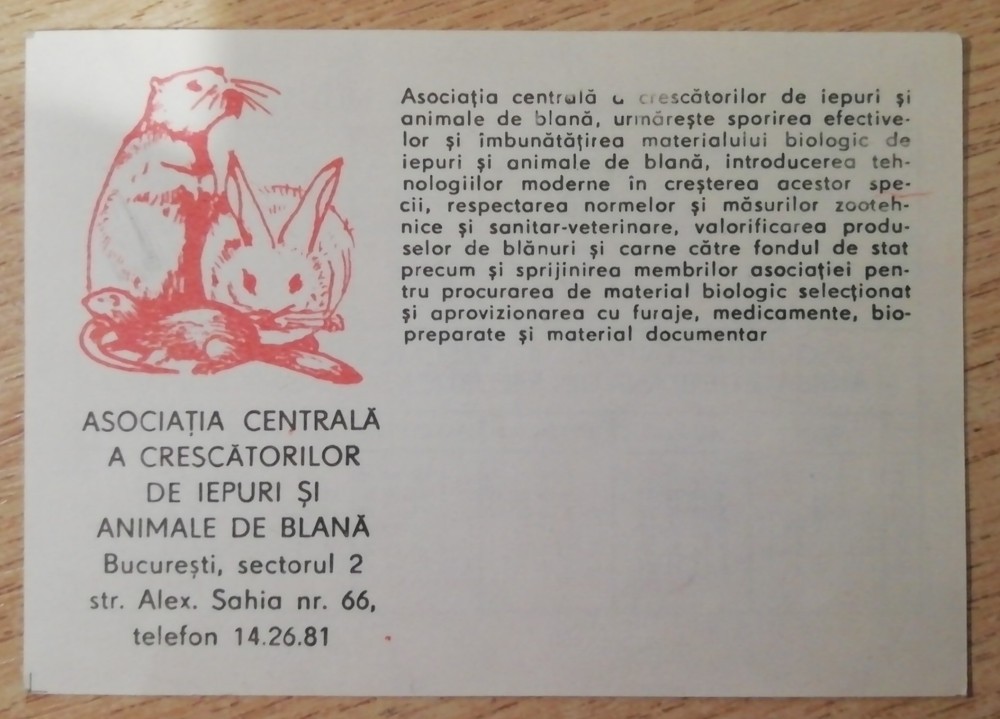 Asociația centrală a crescătorilor de iepuri și
animale de blană, urmărește sporirea efective-
lor și îmbunătățirea materialului biologic de
iepuri și animale de blană, introducerea teh-
nologiilor moderne în creșterea acestor spe-
cii, respectarea normelor și măsurilor zooteh-
nice și sanitar-veterinare, valorificarea produ-
selor de blănuri și carne către fondul de stat
precum și sprijinirea membrilor asociației pen-
tru procurarea de material biologic selecționat
și aprovizionarea cu furaje, medicamente, bio-
preparate și material documentar
ASOCIAȚIA CENTRALĂ
A CRESCĂTORILOR
DE IEPURI ȘI
ANIMALE DE BLANĂ
București, sectorul 2
str. Alex. Sahia nr. 66,
telefon 14.26.81